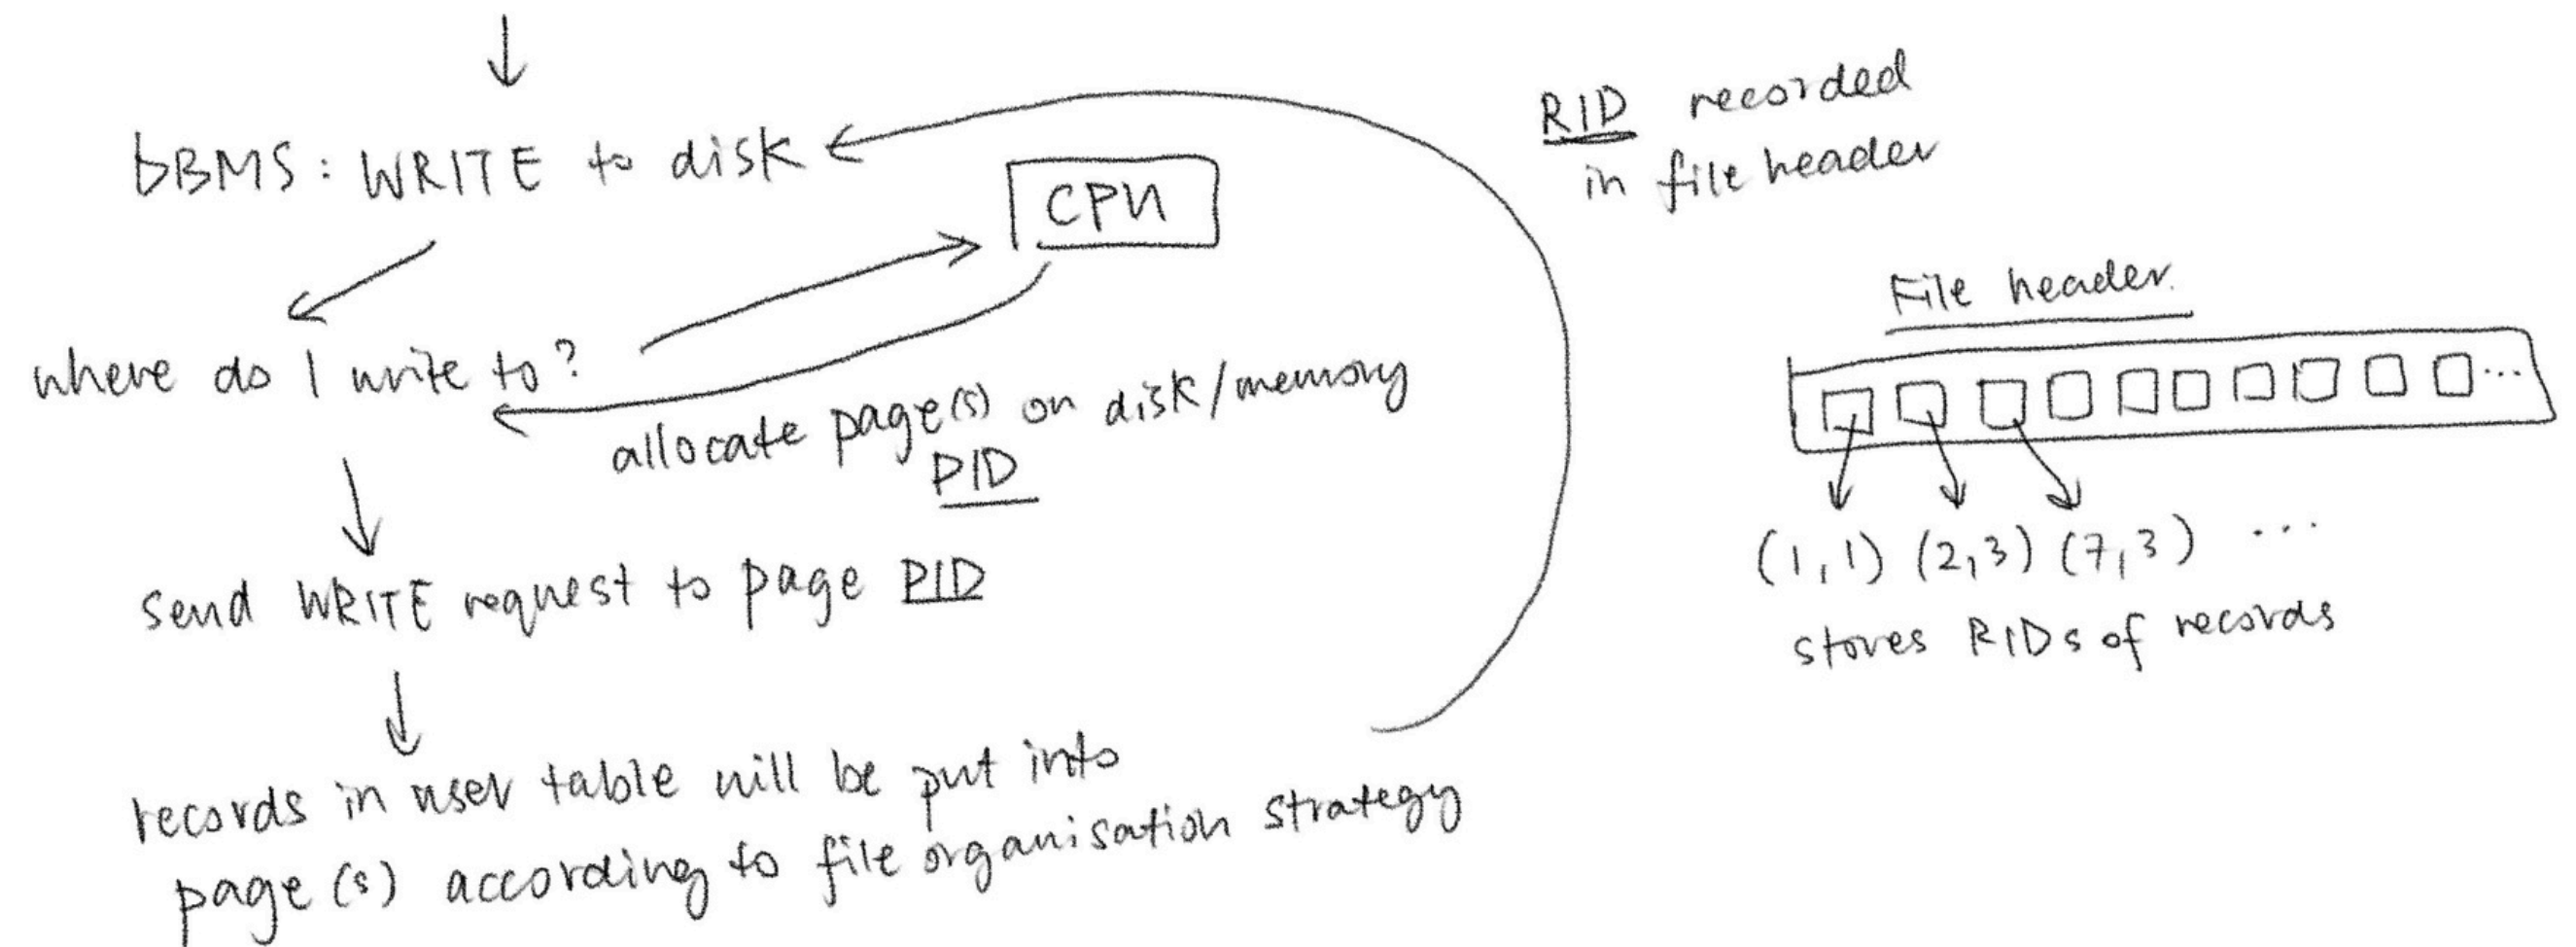 DBMS: WRITE to disk
CPU
where do I write to?
allocate page(s) on disk/memory
PID
send WRITE request to page PID
records in user table will be put into
page(s) according to file organisation strategy
RID recorded
in file header
File header
...
(1,1) (2,3) (7,3) ...
stores RIDs of records